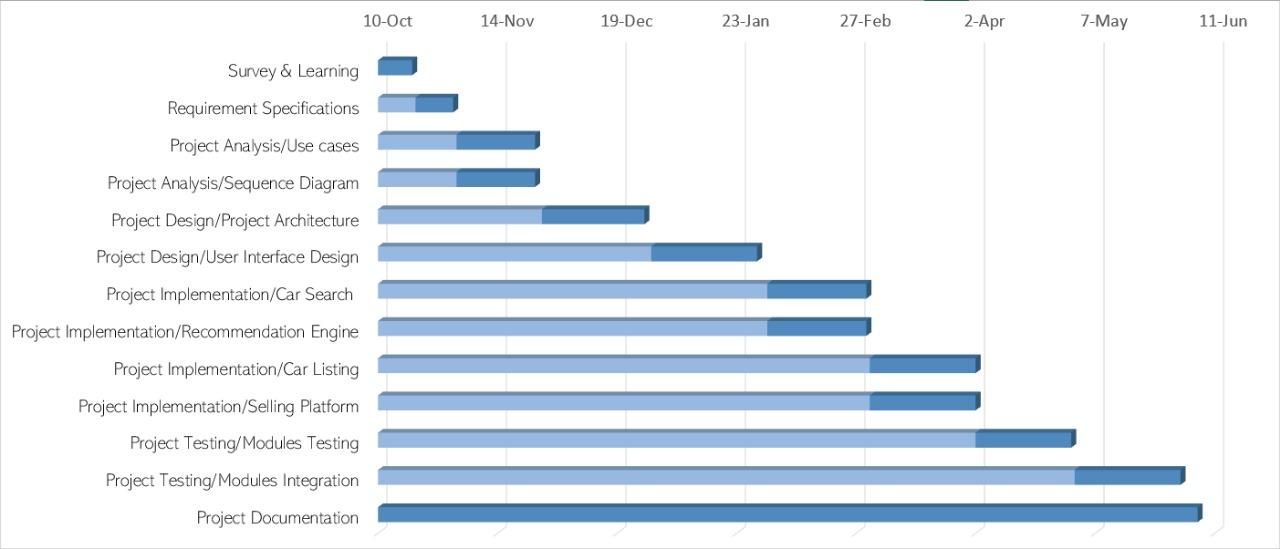 10-Oct 14-Nov 19-Dec 23-Jan 27-Feb 2-Apr 7-May 11-Jun
Survey & Learning
Requirement Specifications
Project Analysis/Use cases
Project Analysis/Sequence Diagram
Project Design/Project Architecture
Project Design/User Interface Design
Project Implementation/Car Search
Project Implementation/Recommendation Engine
Project Implementation/Car Listing
Project Implementation/Selling Platform
Project Testing/Modules Testing
Project Testing/Modules Integration
Project Documentation